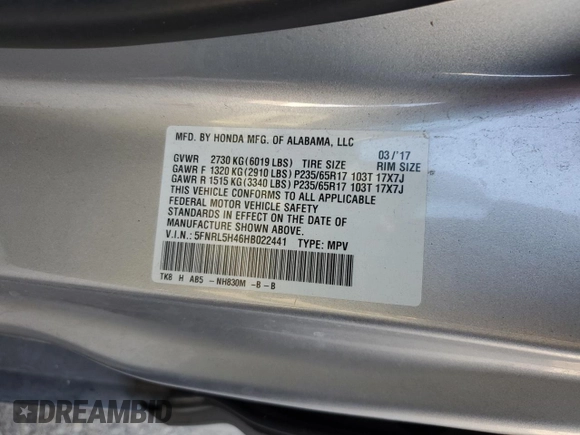 MFD. BY HONDA MFG. OF ALABAMA, LLC
03/'17
GVWR 2730 KG(6019 LBS) TIRE SIZE RIM SIZE
GAWR F 1320 KG(2910 LBS) P235/65R17 103T 17X7J
GAWR R 1515 KG(3340 LBS) P235/65R17 103T 17X7J
THIS VEHICLE CONFORMS TO ALL APPLICABLE
FEDERAL MOTOR VEHICLE SAFETY
STANDARDS IN EFFECT ON THE DATE OF
MANUFACTURE SHOWN ABOVE.
V.I.N.: 5FNRL5H46HB022441 TYPE: MPV
TK8 H AB5 -NH830M -B-B
DREAMBID